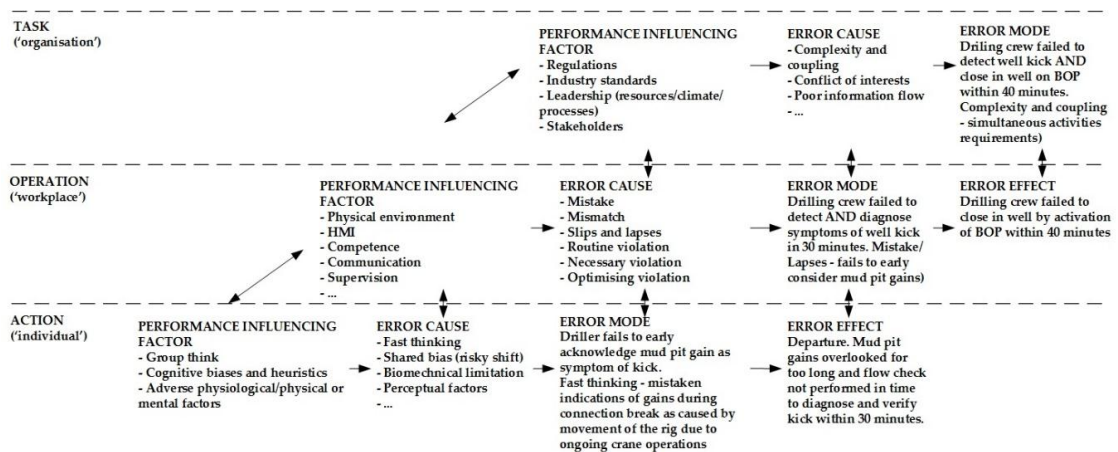 TASK
('organisation')
PERFORMANCE INFLUENCING
FACTOR
- Regulations
- Industry standards
- Leadership (resources/climate/
processes)
- Stakeholders
ERROR CAUSE
- Complexity and
coupling
- Conflict of interests
- Poor information flow
- ...
ERROR MODE
Driling crew failed to
detect well kick AND
close in well on BOP
within 40 minutes.
Complexity and coupling
- simultaneous activities
requirements)
OPERATION
('workplace')
PERFORMANCE INFLUENCING
FACTOR
- Physical environment
- HMI
- Competence
- Communication
- Supervision
- ...
ERROR CAUSE
- Mistake
- Mismatch
- Slips and lapses
- Routine violation
- Necessary violation
- Optimising violation
ERROR MODE
Drilling crew failed to
detect AND diagnose
symptoms of well kick
in 30 minutes. Mistake/
Lapses - fails to early
consider mud pit gains)
ERROR EFFECT
Drilling crew failed to
close in well by activation
of BOP within 40 minutes
ACTION
('individual')
PERFORMANCE INFLUENCING
FACTOR
- Group think
- Cognitive biases and heuristics
- Adverse physiological/physical or
mental factors
ERROR CAUSE
- Fast thinking
- Shared bias (risky shift)
- Biomechnical limitation
- Perceptual factors
- ...
ERROR MODE
Driller fails to early
acknowledge mud pit gain as
symptom of kick.
Fast thinking - mistaken
indications of gains during
connection break as caused by
movement of the rig due to
ongoing crane operations
ERROR EFFECT
Departure. Mud pit
gains overlooked for
too long and flow check
not performed in time
to diagnose and verify
kick within 30 minutes.